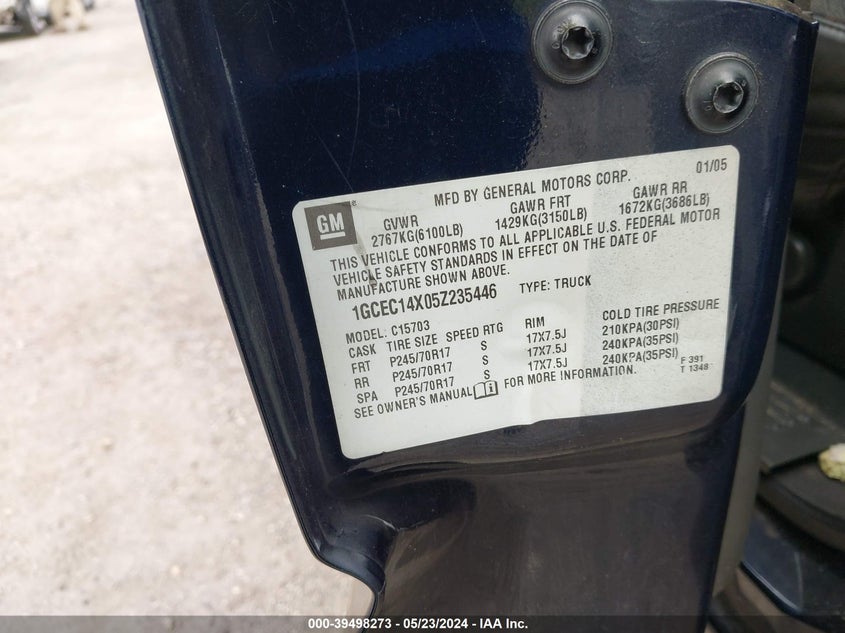 MFD BY GENERAL MOTORS CORP. 01/05
GM
GVWR GAWR FRT GAWR RR
2767KG(6100LB) 1429KG(3150LB) 1672KG(3686LB)
THIS VEHICLE CONFORMS TO ALL APPLICABLE U.S. FEDERAL MOTOR
VEHICLE SAFETY STANDARDS IN EFFECT ON THE DATE OF
MANUFACTURE SHOWN ABOVE.
1GCEC14X05Z235446 TYPE: TRUCK
MODEL: C15703
CASK TIRE SIZE SPEED RTG RIM COLD TIRE PRESSURE
FRT P245/70R17 S 17X7.5J 210KPA(30PSI)
RR P245/70R17 S 17X7.5J 240KPA(35PSI)
SPA P245/70R17 S 17X7.5J 240KPA(35PSI)
SEE OWNER'S MANUAL FOR MORE INFORMATION.
F 391
T 1348
000-39498273 - 05/23/2024 - IAA Inc.